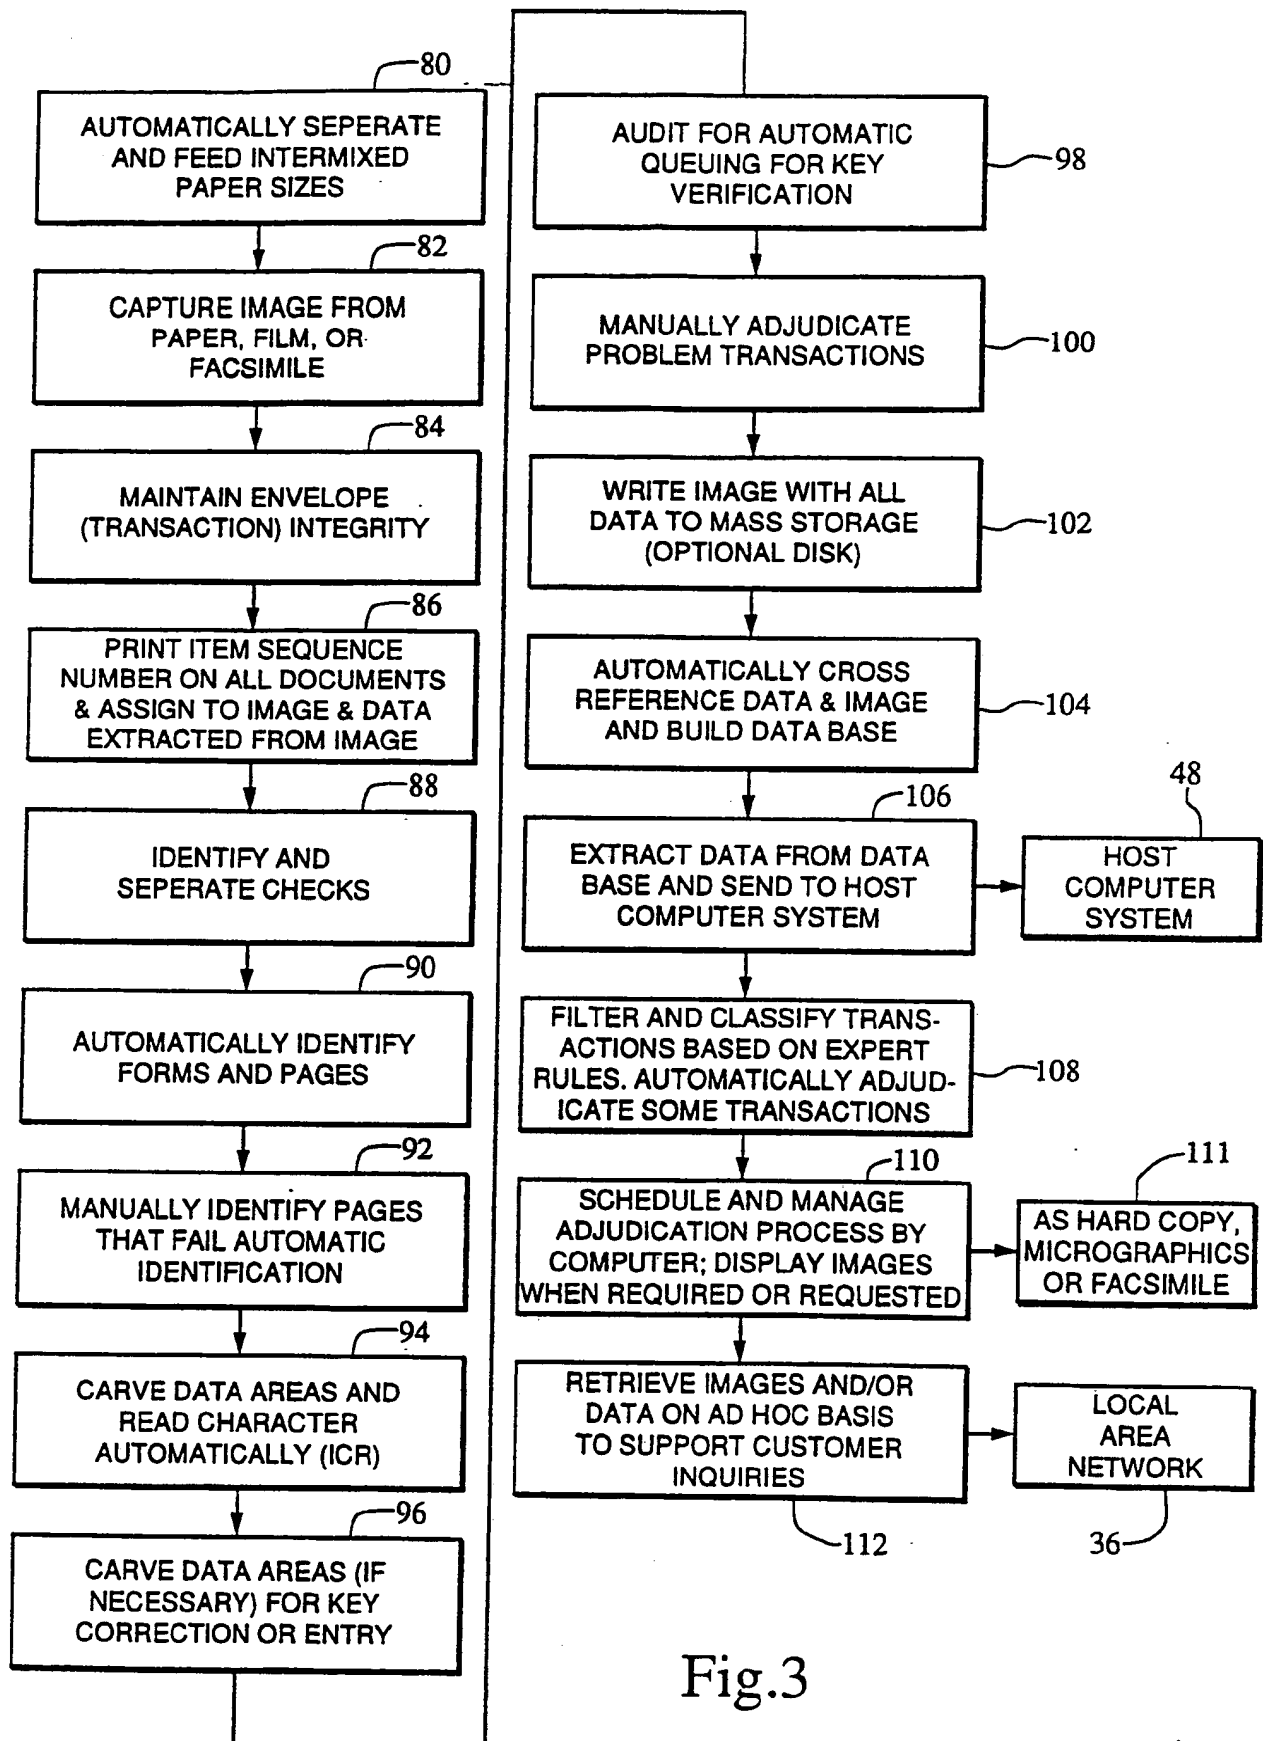 80
AUTOMATICALLY SEPERATE
AND FEED INTERMIXED
PAPER SIZES
82
CAPTURE IMAGE FROM
PAPER, FILM, OR
FACSIMILE
84
MAINTAIN ENVELOPE
(TRANSACTION) INTEGRITY
86
PRINT ITEM SEQUENCE
NUMBER ON ALL DOCUMENTS
& ASSIGN TO IMAGE & DATA
EXTRACTED FROM IMAGE
88
IDENTIFY AND
SEPERATE CHECKS
90
AUTOMATICALLY IDENTIFY
FORMS AND PAGES
92
MANUALLY IDENTIFY PAGES
THAT FAIL AUTOMATIC
IDENTIFICATION
94
CARVE DATA AREAS AND
READ CHARACTER
AUTOMATICALLY (ICR)
96
CARVE DATA AREAS (IF
NECESSARY) FOR KEY
CORRECTION OR ENTRY
AUDIT FOR AUTOMATIC
QUEUING FOR KEY
VERIFICATION
98
MANUALLY ADJUDICATE
PROBLEM TRANSACTIONS
100
WRITE IMAGE WITH ALL
DATA TO MASS STORAGE
(OPTIONAL DISK)
102
AUTOMATICALLY CROSS
REFERENCE DATA & IMAGE
AND BUILD DATA BASE
104
106
EXTRACT DATA FROM DATA
BASE AND SEND TO HOST
COMPUTER SYSTEM
48
HOST
COMPUTER
SYSTEM
FILTER AND CLASSIFY TRANS-
ACTIONS BASED ON EXPERT
RULES. AUTOMATICALLY ADJUD-
ICATE SOME TRANSACTIONS
108
110
SCHEDULE AND MANAGE
ADJUDICATION PROCESS BY
COMPUTER; DISPLAY IMAGES
WHEN REQUIRED OR REQUESTED
111
AS HARD COPY,
MICROGRAPHICS
OR FACSIMILE
RETRIEVE IMAGES AND/OR
DATA ON AD HOC BASIS
TO SUPPORT CUSTOMER
INQUIRIES
112
LOCAL
AREA
NETWORK
36
Fig.3